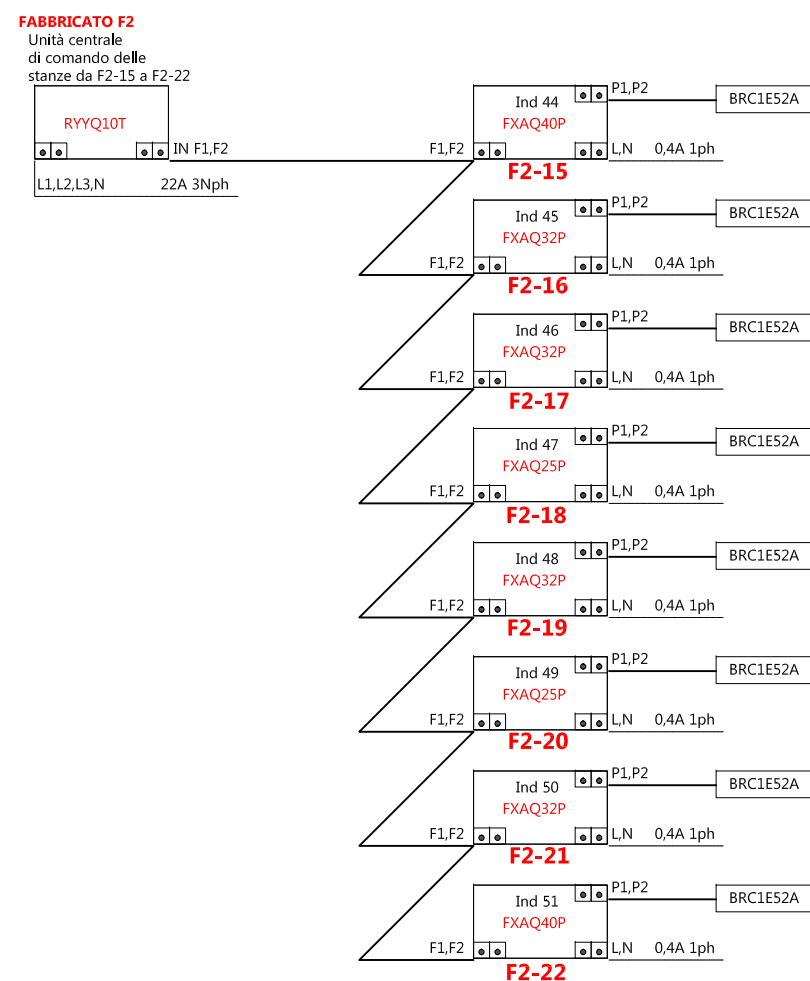 FABBRICATO F2
Unità centrale
di comando delle
stanze da F2-15 a F2-22
RYYQ10T
IN F1,F2
L1,L2,L3,N 22A 3Nph
Ind 44
FXAQ40P
P1,P2
BRC1E52A
F1,F2
L,N 0,4A 1ph
F2-15
Ind 45
FXAQ32P
P1,P2
BRC1E52A
F1,F2
L,N 0,4A 1ph
F2-16
Ind 46
FXAQ32P
P1,P2
BRC1E52A
F1,F2
L,N 0,4A 1ph
F2-17
Ind 47
FXAQ25P
P1,P2
BRC1E52A
F1,F2
L,N 0,4A 1ph
F2-18
Ind 48
FXAQ32P
P1,P2
BRC1E52A
F1,F2
L,N 0,4A 1ph
F2-19
Ind 49
FXAQ25P
P1,P2
BRC1E52A
F1,F2
L,N 0,4A 1ph
F2-20
Ind 50
FXAQ32P
P1,P2
BRC1E52A
F1,F2
L,N 0,4A 1ph
F2-21
Ind 51
FXAQ40P
P1,P2
BRC1E52A
F1,F2
L,N 0,4A 1ph
F2-22